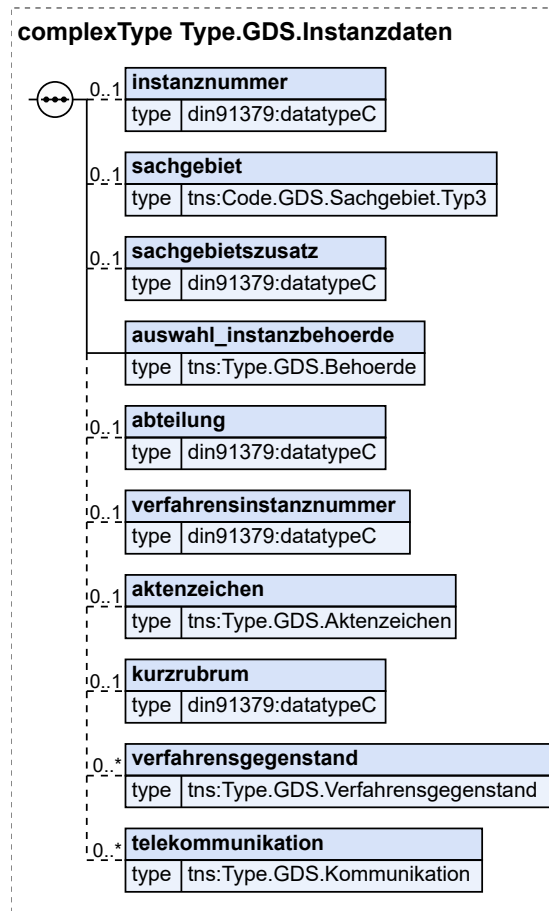 complexType Type.GDS.Instanzdaten
0..1 instanznummer
type din91379:datatypeC
0..1 sachgebiet
type tns:Code.GDS.Sachgebiet.Typ3
0..1 sachgebietszusatz
type din91379:datatypeC
auswahl_instanzbehoerde
type tns:Type.GDS.Behoerde
0..1 abteilung
type din91379:datatypeC
0..1 verfahrensinstanznummer
type din91379:datatypeC
0..1 aktenzeichen
type tns:Type.GDS.Aktenzeichen
0..1 kurzrubrum
type din91379:datatypeC
0..* verfahrensgegenstand
type tns:Type.GDS.Verfahrensgegenstand
0..* telekommunikation
type tns:Type.GDS.Kommunikation